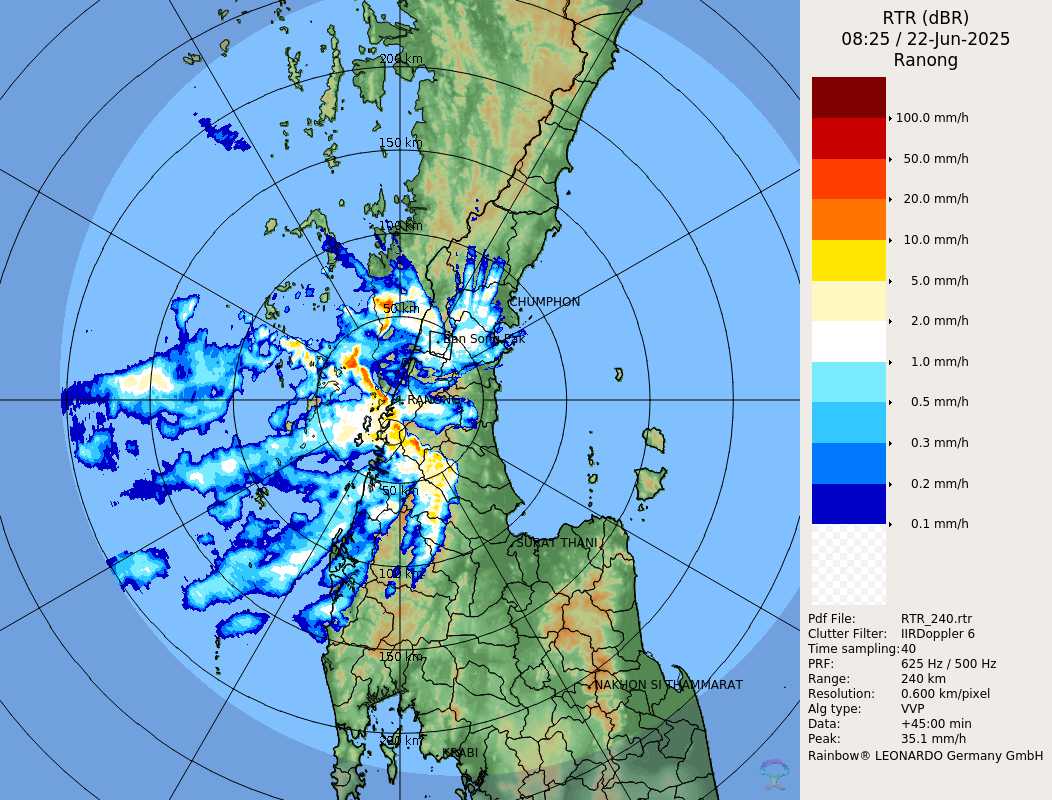 RTR (dBR)
08:25 / 22-Jun-2025
Ranong
100.0 mm/h
50.0 mm/h
20.0 mm/h
10.0 mm/h
5.0 mm/h
2.0 mm/h
1.0 mm/h
0.5 mm/h
0.3 mm/h
0.2 mm/h
0.1 mm/h
Pdf File: RTR_240.rtr
Clutter Filter: IIRDoppler 6
Time sampling:40
PRF: 625 Hz / 500 Hz
Range: 240 km
Resolution: 0.600 km/pixel
Alg type: VVP
Data: +45:00 min
Peak: 35.1 mm/h
Rainbow® LEONARDO Germany GmbH
200 km
150 km
100 km
50 km
CHUMPHON
Ban Song Pak
RANONG
50 km
SURAT THANI
100 km
150 km
NAKHON SI THAMMARAT
200 km
KRABI